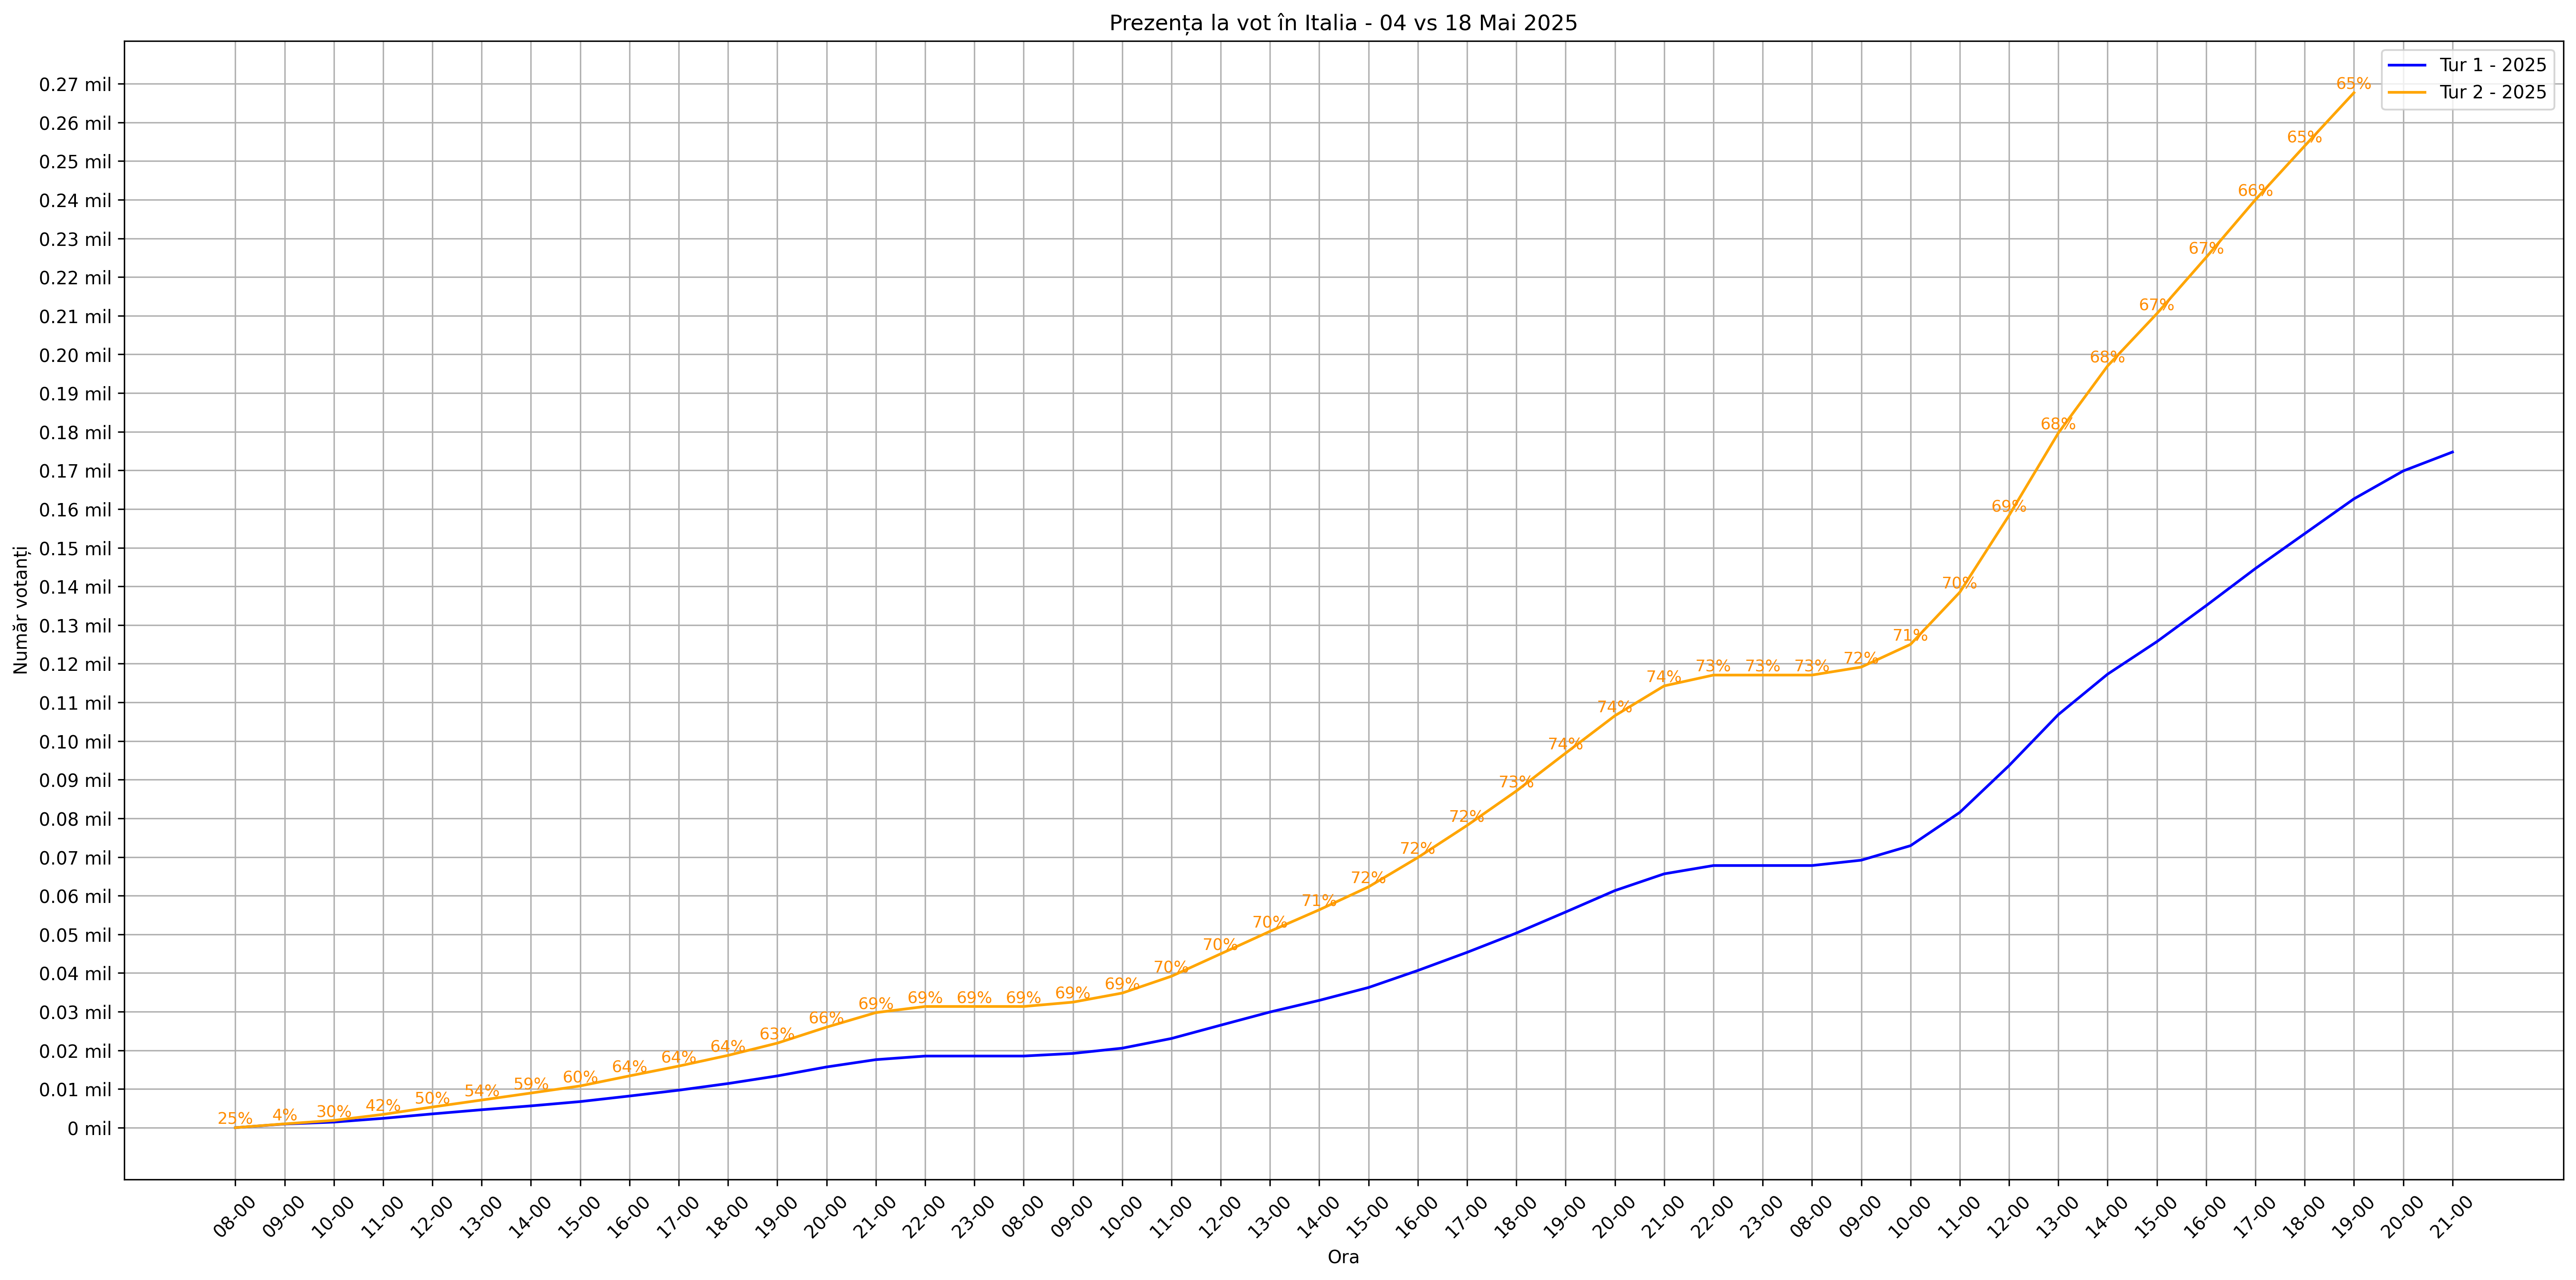 Prezența la vot în Italia - 04 vs 18 Mai 2025
Tur 1 - 2025
Tur 2 - 2025
Număr votanți
0.27 mil
0.26 mil
0.25 mil
0.24 mil
0.23 mil
0.22 mil
0.21 mil
0.20 mil
0.19 mil
0.18 mil
0.17 mil
0.16 mil
0.15 mil
0.14 mil
0.13 mil
0.12 mil
0.11 mil
0.10 mil
0.09 mil
0.08 mil
0.07 mil
0.06 mil
0.05 mil
0.04 mil
0.03 mil
0.02 mil
0.01 mil
0 mil
25% 4% 30% 42% 50% 54% 59% 60% 64% 64% 64% 63% 66% 69% 69% 69% 69% 69% 69% 70% 70% 70% 71% 72% 72% 72% 73% 74% 74% 74% 73% 73% 73% 72% 71% 70% 69% 68% 68% 67% 67% 66% 65% 65%
08-00 09-00 10-00 11-00 12-00 13-00 14-00 15-00 16-00 17-00 18-00 19-00 20-00 21-00 22-00 23-00 08-00 09-00 10-00 11-00 12-00 13-00 14-00 15-00 16-00 17-00 18-00 19-00 20-00 21-00 22-00 23-00 08-00 09-00 10-00 11-00 12-00 13-00 14-00 15-00 16-00 17-00 18-00 19-00 20-00 21-00
Ora